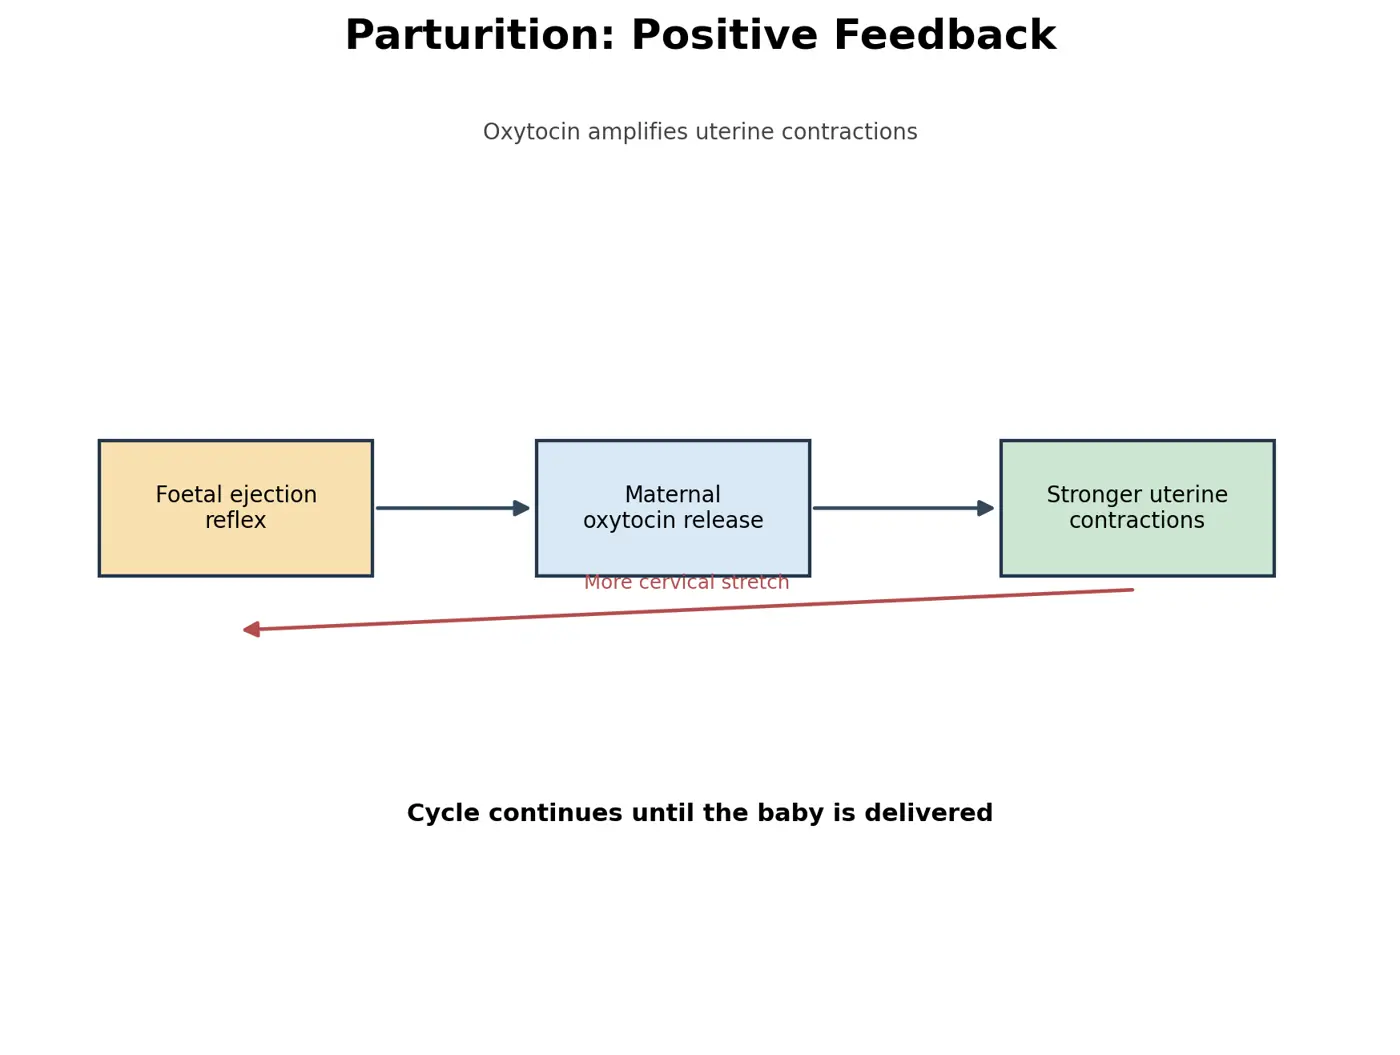 Parturition: Positive Feedback
Oxytocin amplifies uterine contractions
Foetal ejection
reflex
Maternal
oxytocin release
Stronger uterine
contractions
More cervical stretch
Cycle continues until the baby is delivered